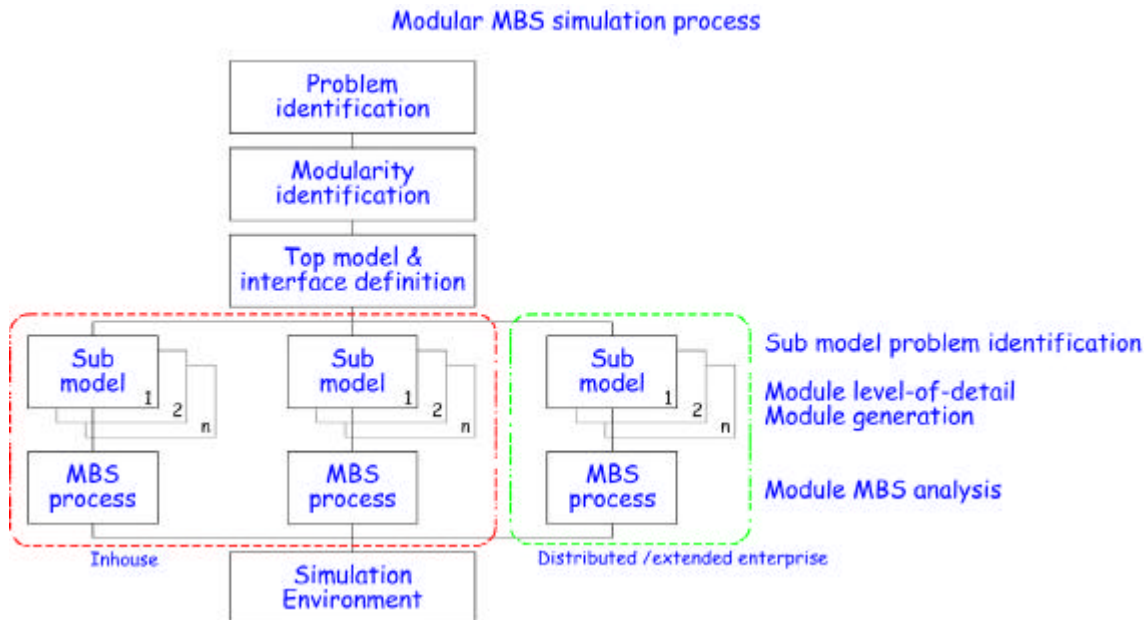 Modular MBS simulation process
Problem
identification
Modularity
identification
Top model &
interface definition
Sub
model
1
2
n
Sub
model
1
2
n
Sub
model
1
2
n
Sub model problem identification
Module level-of-detail
Module generation
MBS
process
MBS
process
MBS
process
Module MBS analysis
Inhouse
Distributed /extended enterprise
Simulation
Environment